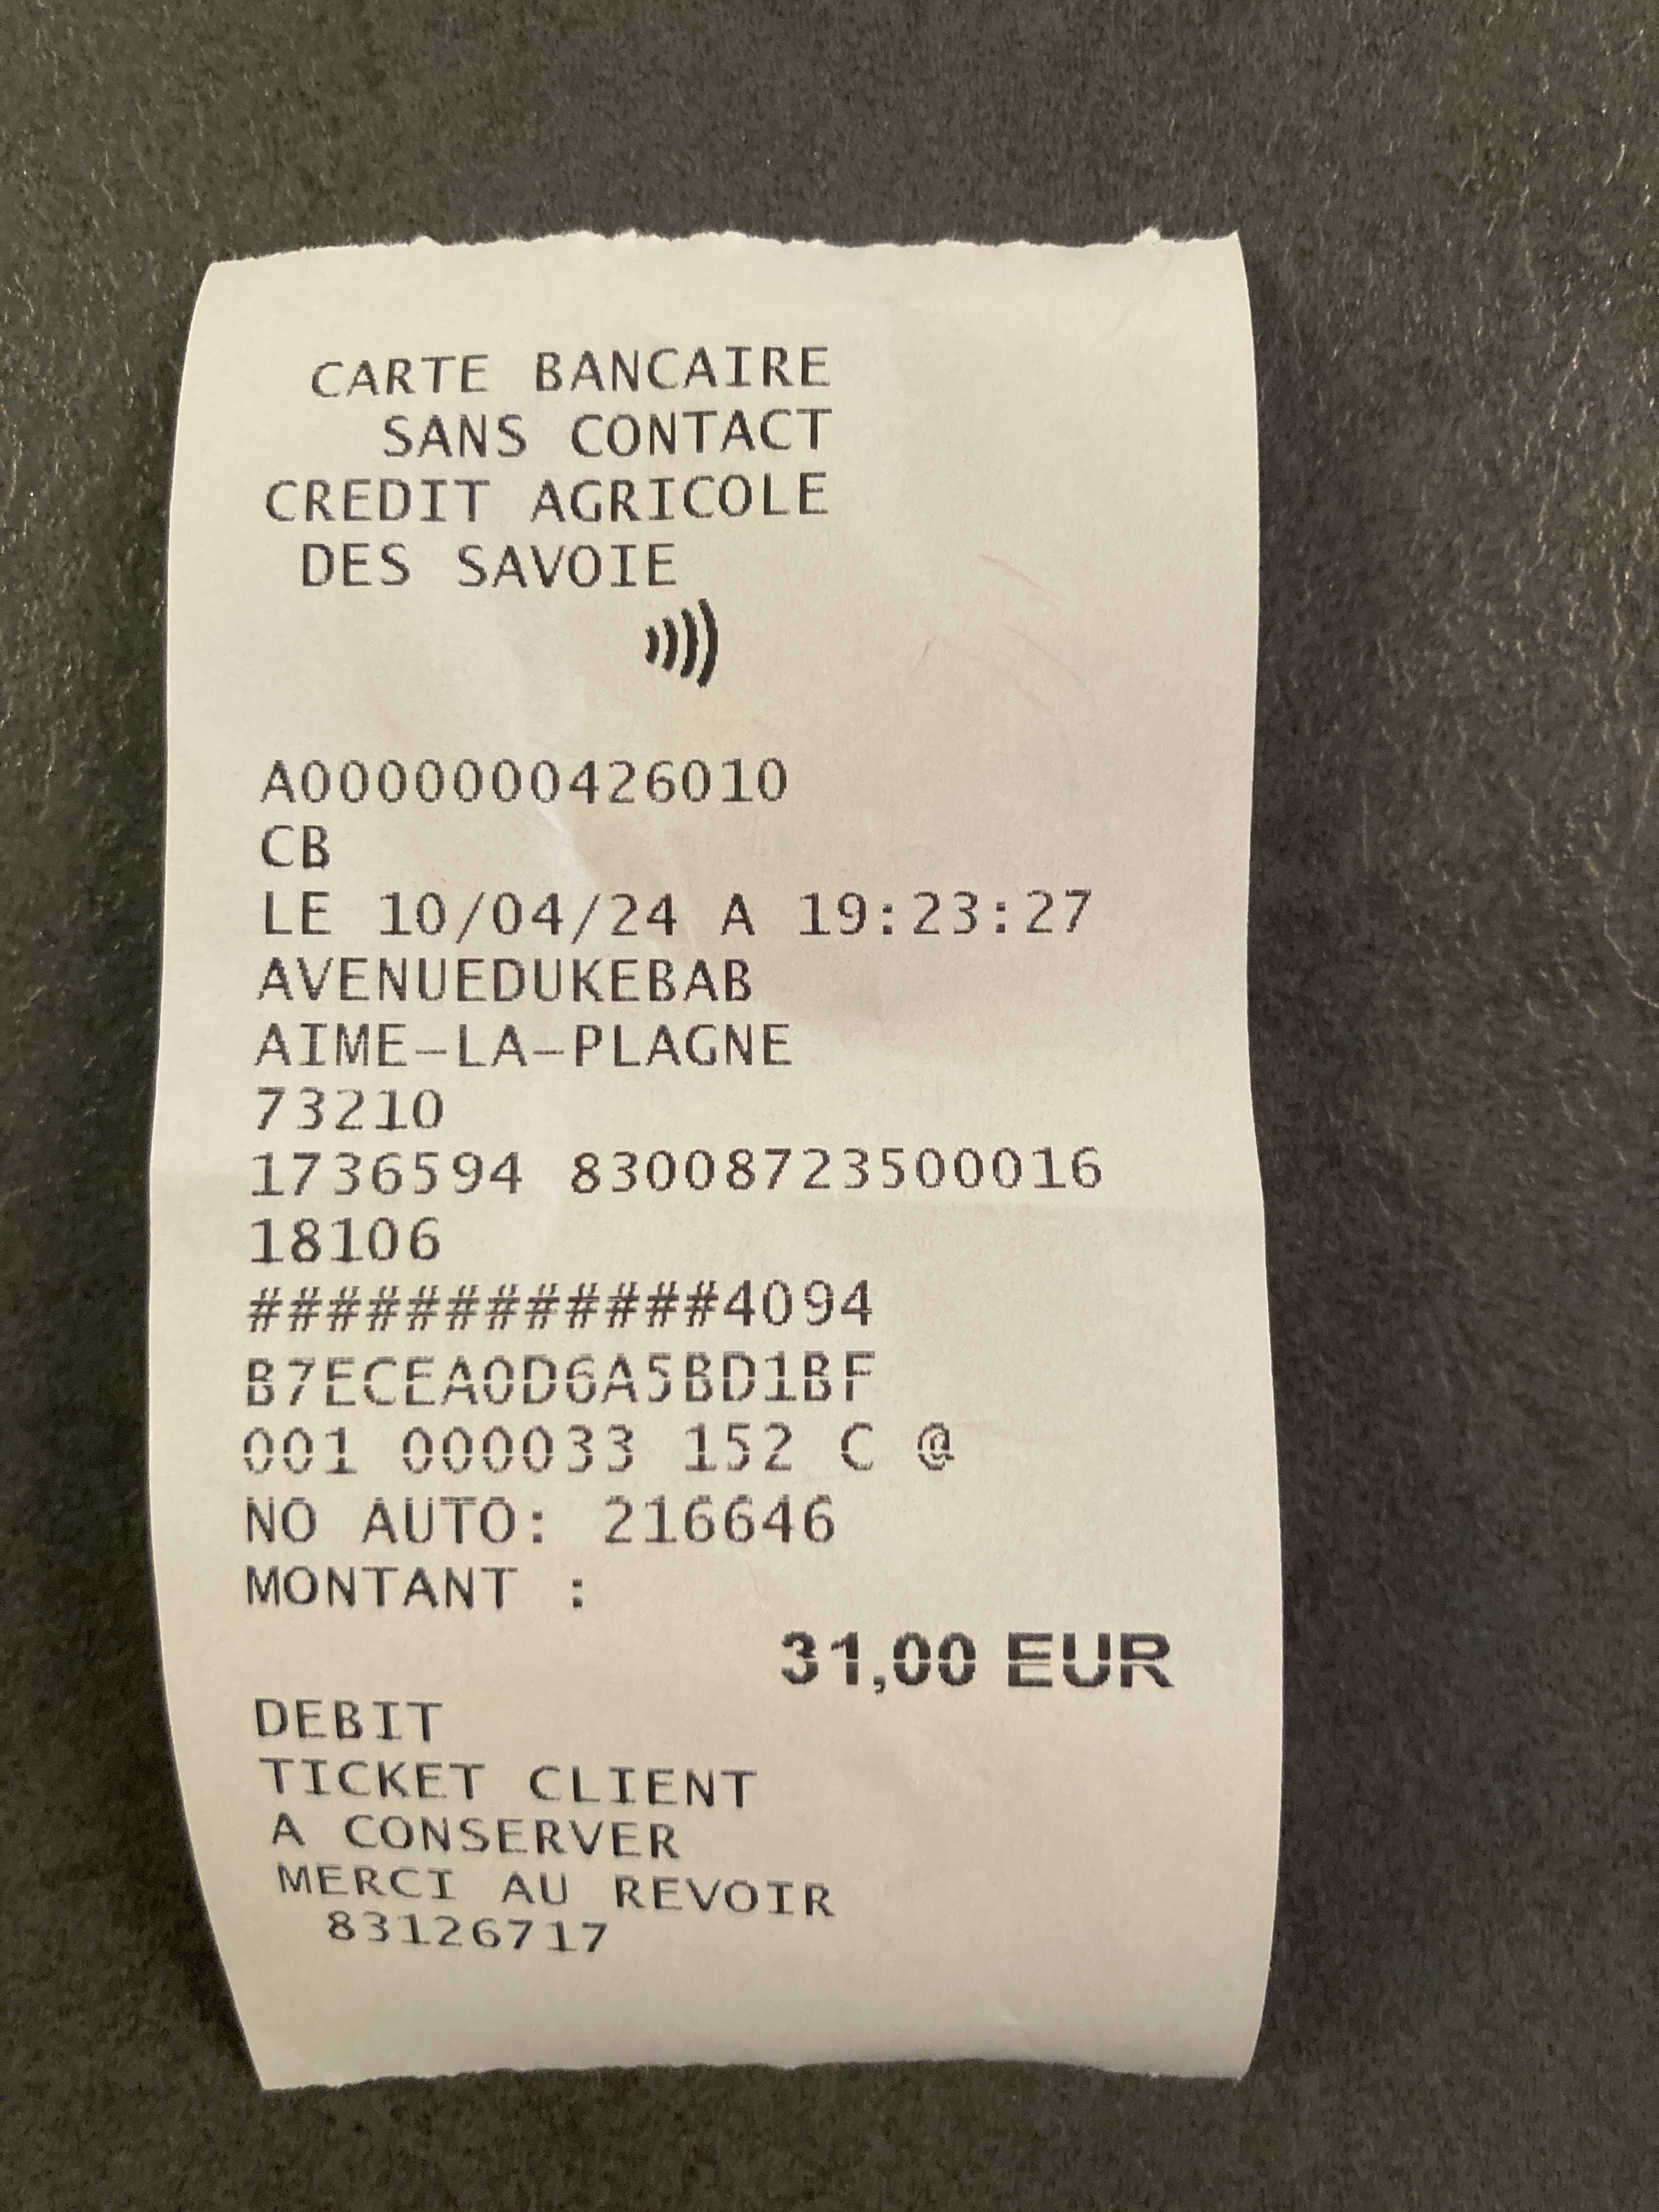 CARTE BANCAIRE
SANS CONTACT
CREDIT AGRICOLE
DES SAVOIE
A0000000426010
CB
LE 10/04/24 A 19:23:27
AVENUEDUKEBAB
AIME-LA-PLAGNE
73210
1736594 83008723500016
18106
############4094
B7ECEA0D6A5BD1BF
001 000033 152 C @
NO AUTO: 216646
MONTANT :
31,00 EUR
DEBIT
TICKET CLIENT
A CONSERVER
MERCI AU REVOIR
83126717